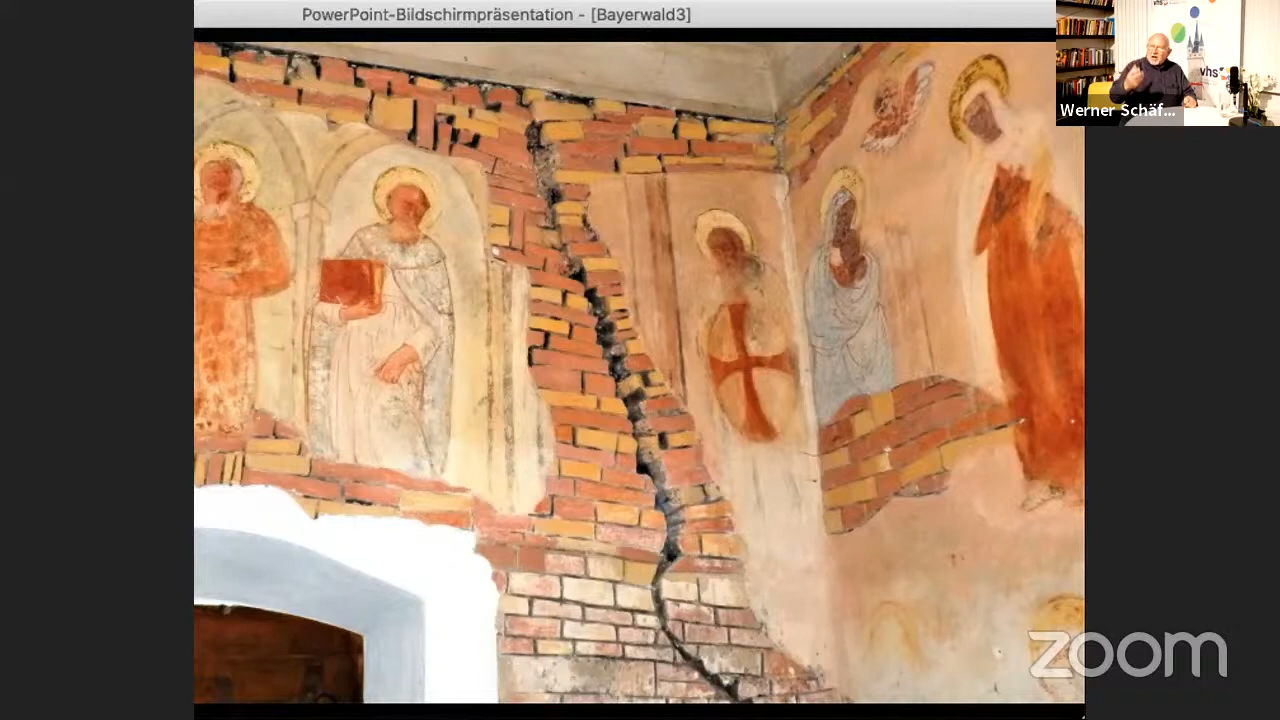 PowerPoint-Bildschirmpräsentation - [Bayerwald3]
Werner Schäf...
vhs
zoom